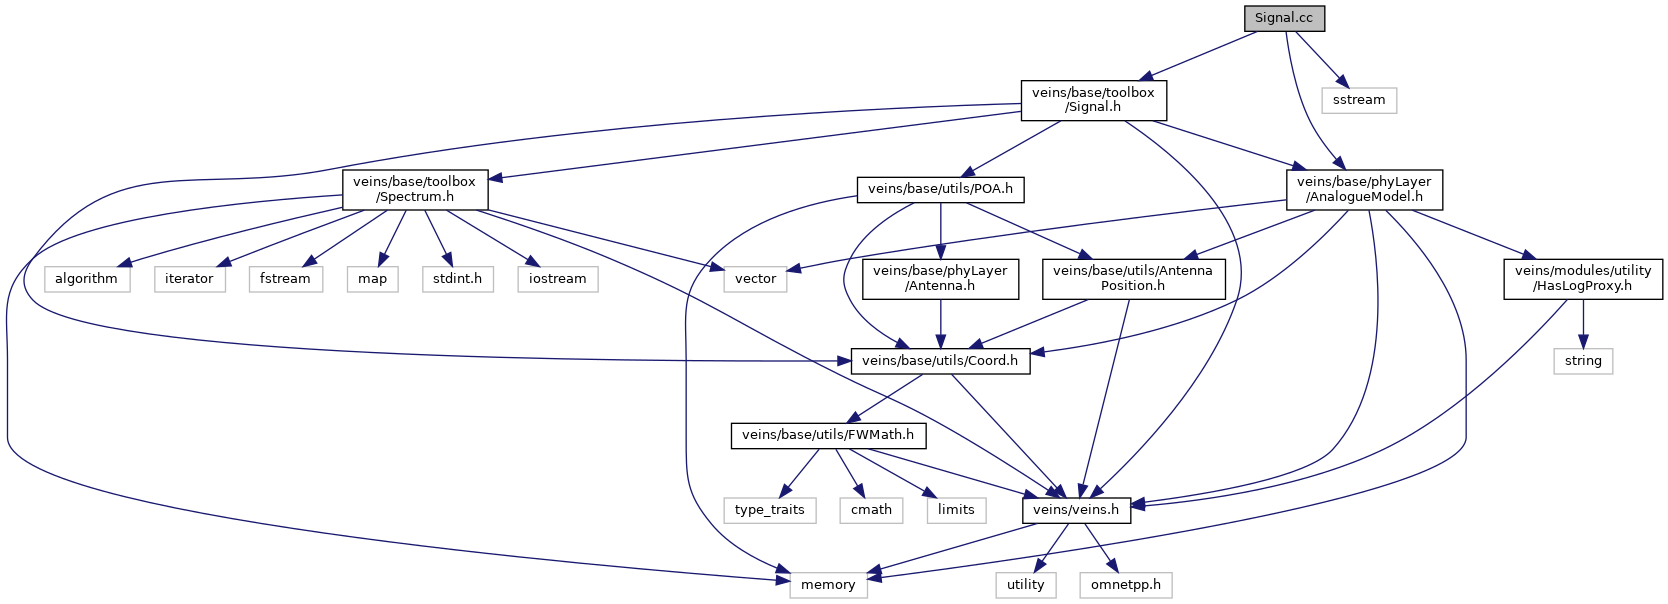 Signal.cc
veins/base/toolbox
/Signal.h
sstream
veins/base/toolbox
/Spectrum.h
veins/base/utils/POA.h
veins/base/phyLayer
/AnalogueModel.h
algorithm
iterator
fstream
map
stdint.h
iostream
vector
veins/base/phyLayer
/Antenna.h
veins/base/utils/Antenna
Position.h
veins/modules/utility
/HasLogProxy.h
veins/base/utils/Coord.h
string
veins/base/utils/FWMath.h
type_traits
cmath
limits
veins/veins.h
memory
utility
omnetpp.h